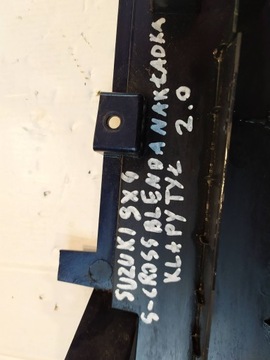 SUZUKI SX4
S-CROSS BLENDA NAKŁADKA
KLAPY TYŁ 2.0